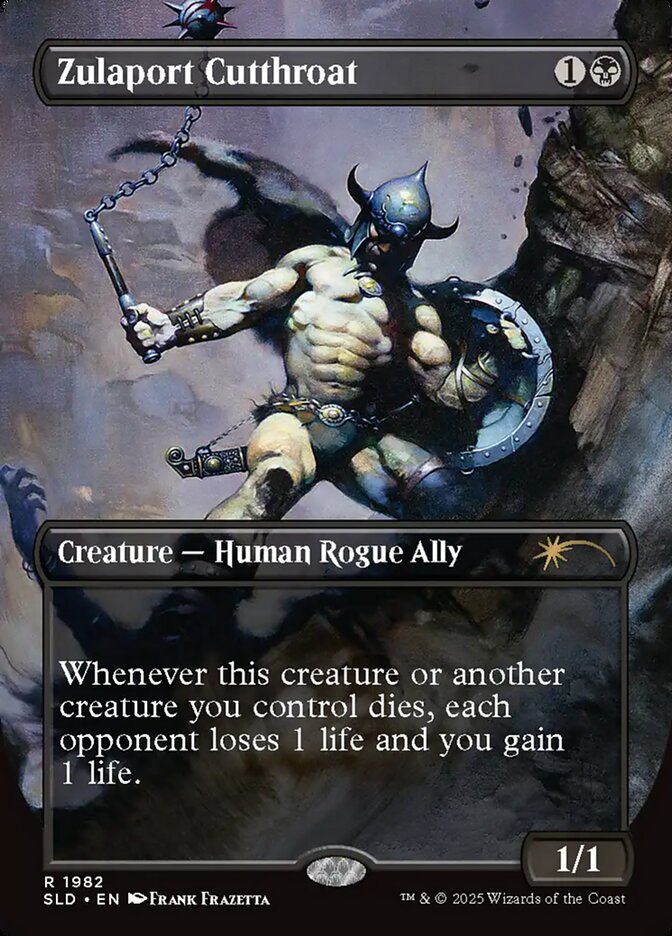 Zulaport Cutthroat 1
Creature — Human Rogue Ally
Whenever this creature or another
creature you control dies, each
opponent loses 1 life and you gain
1 life.
1/1
R 1982
SLD • EN FRANK FRAZETTA
™ & © 2025 Wizards of the Coast